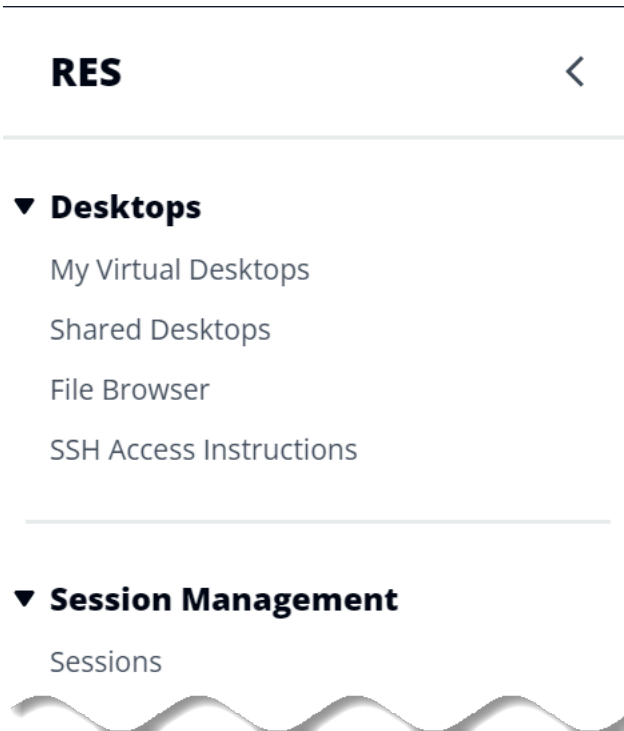 RES
Desktops
My Virtual Desktops
Shared Desktops
File Browser
SSH Access Instructions
Session Management
Sessions